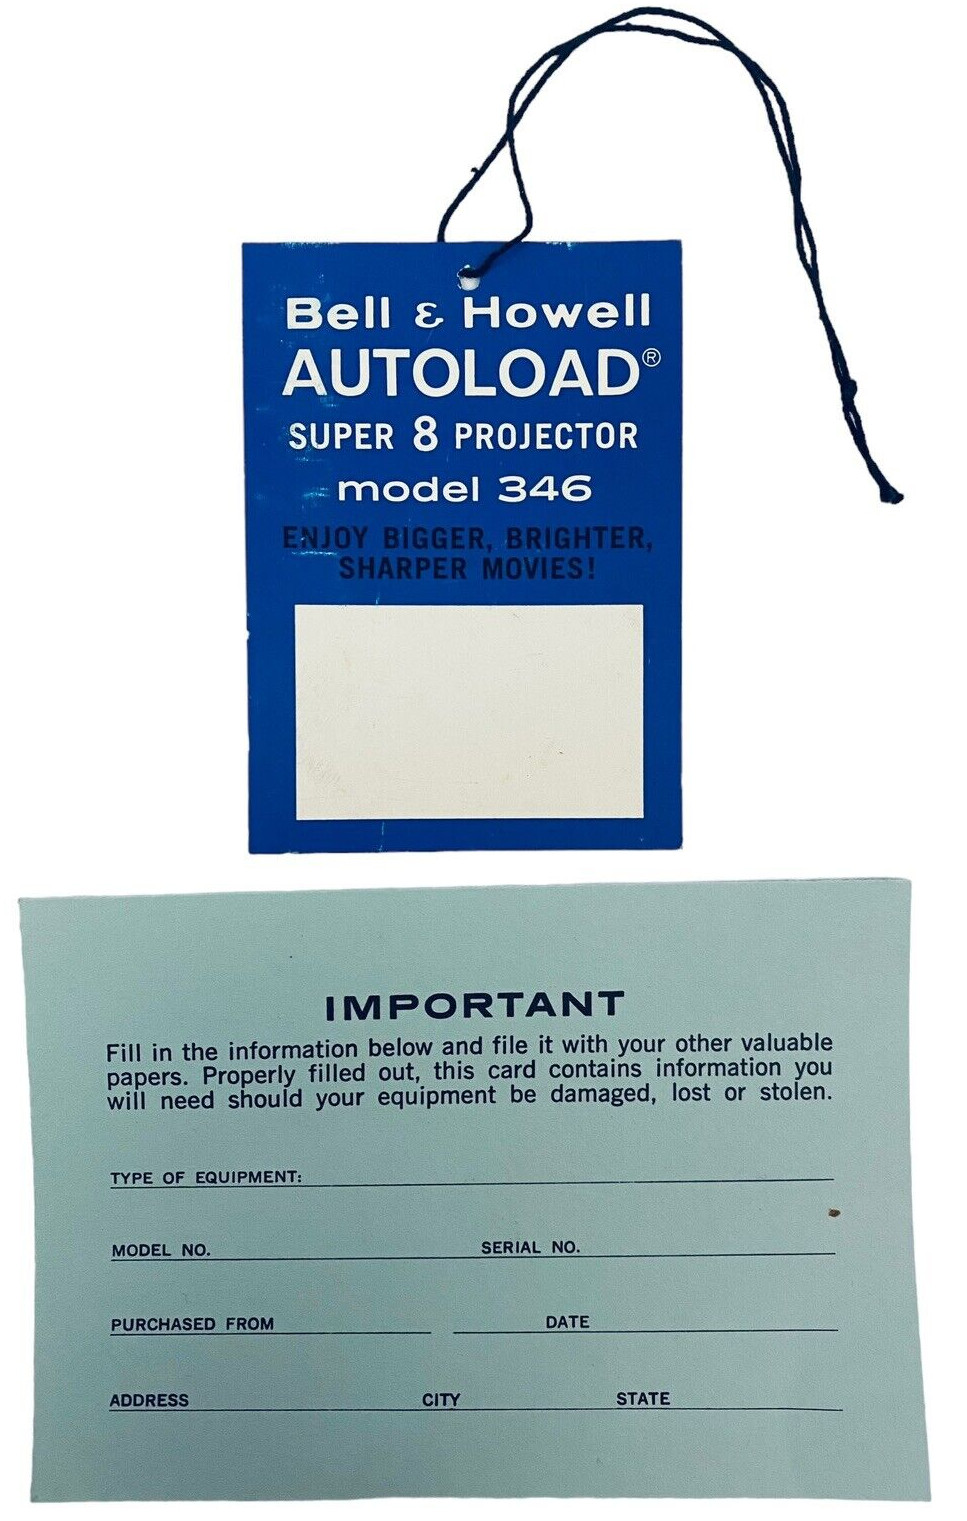 Bell & Howell
AUTOLOAD®
SUPER 8 PROJECTOR
model 346
ENJOY BIGGER, BRIGHTER,
SHARPER MOVIES!
IMPORTANT
Fill in the information below and file it with your other valuable
papers. Properly filled out, this card contains information you
will need should your equipment be damaged, lost or stolen.
TYPE OF EQUIPMENT:
MODEL NO. SERIAL NO.
PURCHASED FROM DATE
ADDRESS CITY STATE